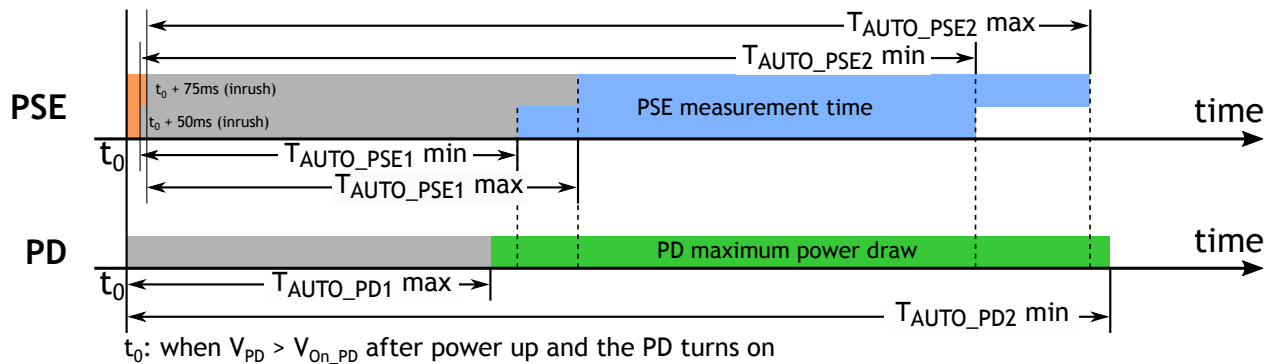 TAUTO_PSE2 max
TAUTO_PSE2 min
t0 + 75ms (inrush)
PSE
PSE measurement time
time
t0 + 50ms (inrush)
t0
TAUTO_PSE1 min
TAUTO_PSE1 max
PD
PD maximum power draw
time
t0
TAUTO_PD1 max
TAUTO_PD2 min
t0: when VPD > VOn_PD after power up and the PD turns on